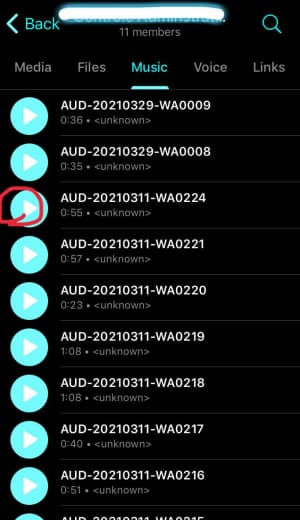 Back
11 members
Media Files Music Voice Links
AUD-20210329-WA0009
0:36 • <unknown>
AUD-20210329-WA0008
0:35 • <unknown>
AUD-20210311-WA0224
0:55 • <unknown>
AUD-20210311-WA0221
0:57 • <unknown>
AUD-20210311-WA0220
0:23 • <unknown>
AUD-20210311-WA0219
1:08 • <unknown>
AUD-20210311-WA0218
1:08 • <unknown>
AUD-20210311-WA0217
0:40 • <unknown>
AUD-20210311-WA0216
0:51 • <unknown>